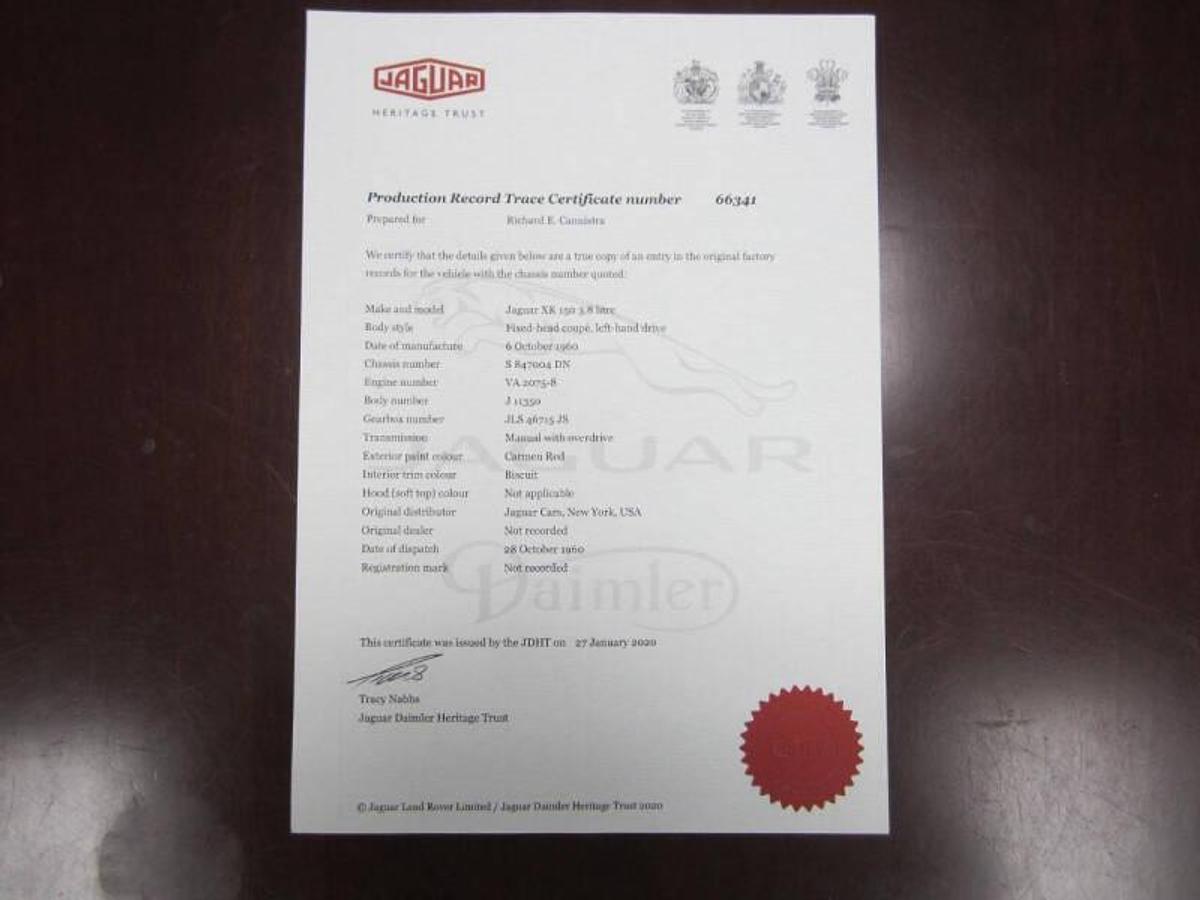 JAGUAR
HERITAGE TRUST
Production Record Trace Certificate number 66341
Prepared for Richard E. Cannistra
We certify that the details given below are a true copy of an entry in the original factory
records for the vehicle with the chassis number quoted:
Make and model Jaguar XK 150 3.8 litre
Body style Fixed-head coupé, left-hand drive
Date of manufacture 6 October 1960
Chassis number S 847004 DN
Engine number VA 2075-8
Body number J 11350
Gearbox number JLS 46715 JS
Transmission Manual with overdrive
Exterior paint colour Carmen Red
Interior trim colour Biscuit
Hood (soft top) colour Not applicable
Original distributor Jaguar Cars, New York, USA
Original dealer Not recorded
Date of dispatch 28 October 1960
Registration mark Not recorded
JAGUAR
Daimler
This certificate was issued by the JDHT on 27 January 2020
Tracy Nabbs
Jaguar Daimler Heritage Trust
© Jaguar Land Rover Limited / Jaguar Daimler Heritage Trust 2020